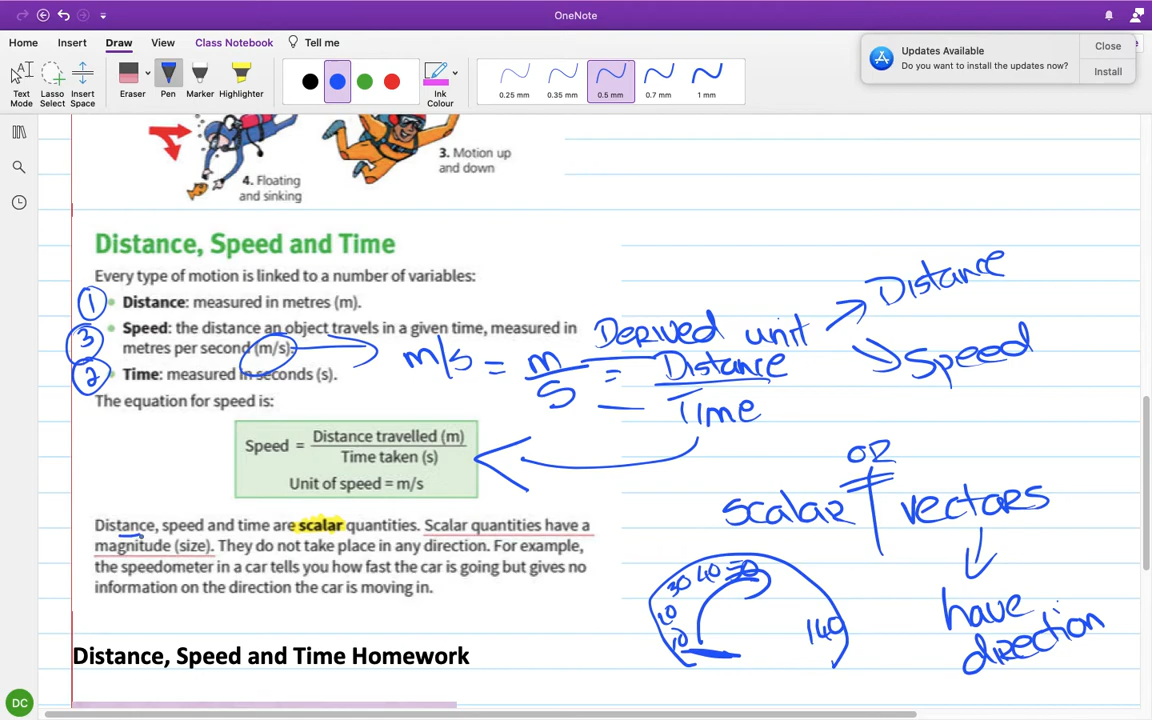 OneNote
Home Insert Draw View Class Notebook Tell me
Updates Available
Do you want to install the updates now?
Close
Install
Text Mode
Lasso Select
Insert Space
Eraser
Pen
Marker
Highlighter
Ink Colour
0.25 mm
0.35 mm
0.5 mm
0.7 mm
1 mm
3. Motion up
and down
4. Floating
and sinking
Distance, Speed and Time
Every type of motion is linked to a number of variables:
① Distance: measured in metres (m).
③ Speed: the distance an object travels in a given time, measured in
metres per second (m/s).
② Time: measured in seconds (s).
The equation for speed is:
Speed = Distance travelled (m)
Time taken (s)
Unit of speed = m/s
Distance, speed and time are scalar quantities. Scalar quantities have a
magnitude (size). They do not take place in any direction. For example,
the speedometer in a car tells you how fast the car is going but gives no
information on the direction the car is moving in.
Distance, Speed and Time Homework
Derived unit
Distance
Speed
m/s = m = Distance
s Time
OR
scalar vectors
have
direction
10 20 30 40 50 140
DC